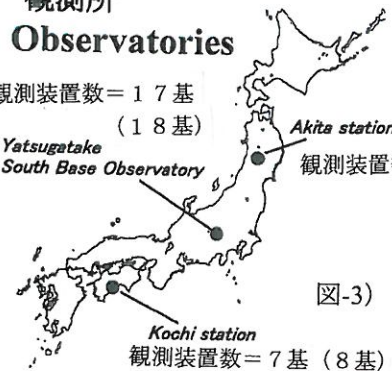 観測所
Observatories
観測装置数=17基
(18基)
Yatsugatake
South Base Observatory
Akita station
観測装置
図-3)
Kochi station
観測装置数=7基 (8基)